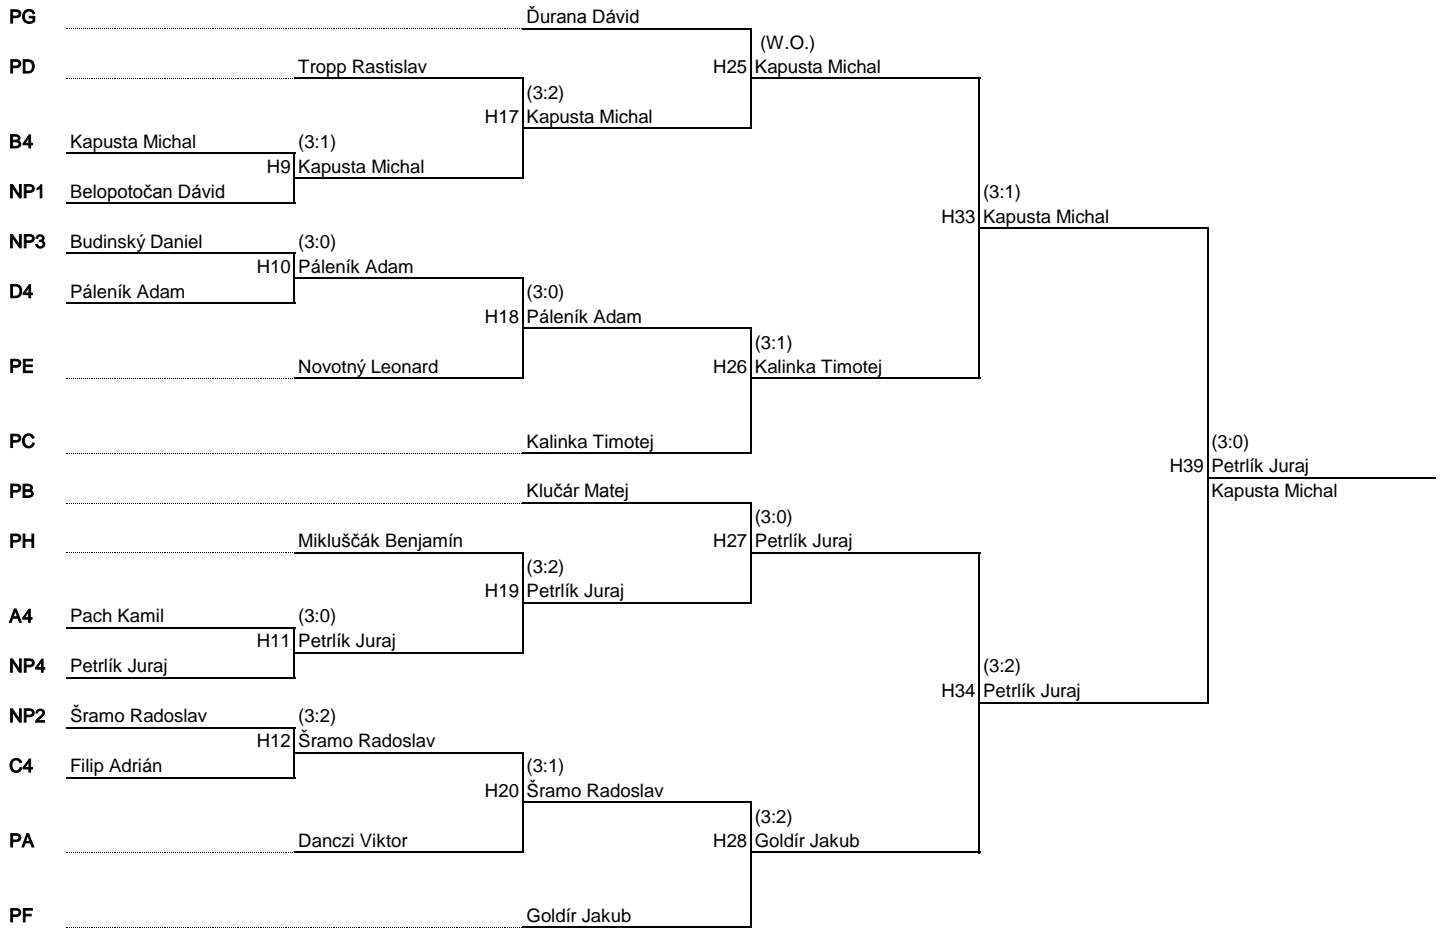 PG Ďurana Dávid
(W.O.)
PD Tropp Rastislav H25 Kapusta Michal
(3:2)
H17 Kapusta Michal
B4 Kapusta Michal (3:1)
H9 Kapusta Michal
NP1 Belopotočan Dávid (3:1)
H33 Kapusta Michal
NP3 Budinský Daniel (3:0)
H10 Páleník Adam
D4 Páleník Adam (3:0)
H18 Páleník Adam
(3:1)
PE Novotný Leonard H26 Kalinka Timotej
PC Kalinka Timotej (3:0)
H39 Petrlík Juraj
PB Klučár Matej Kapusta Michal
(3:0)
PH Mikluščák Benjamín H27 Petrlík Juraj
(3:2)
H19 Petrlík Juraj
A4 Pach Kamil (3:0)
H11 Petrlík Juraj
NP4 Petrlík Juraj (3:2)
H34 Petrlík Juraj
NP2 Šramo Radoslav (3:2)
H12 Šramo Radoslav
C4 Filip Adrián (3:1)
H20 Šramo Radoslav
(3:2)
PA Danczi Viktor H28 Goldír Jakub
PF Goldír Jakub